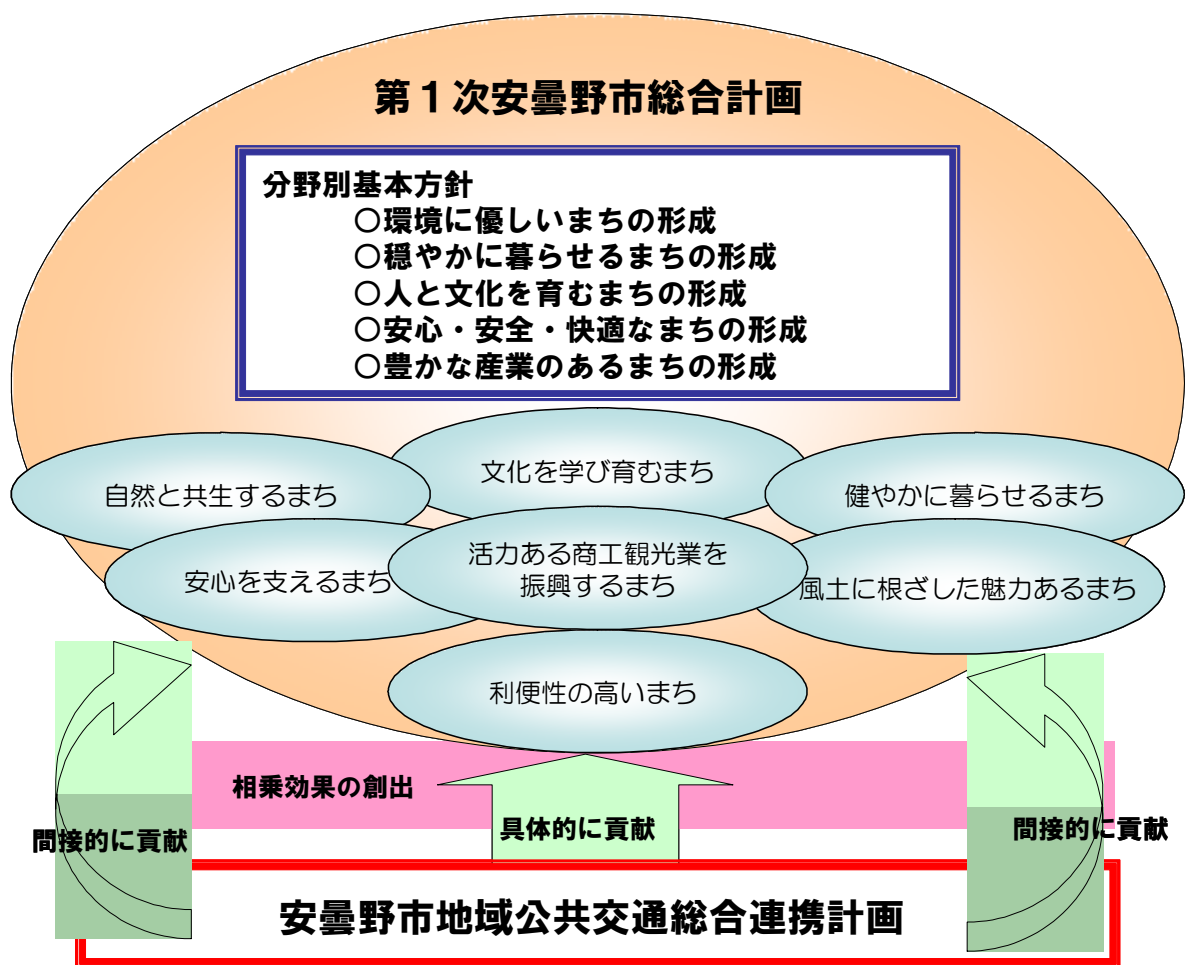 第1次安曇野市総合計画
分野別基本方針
○環境に優しいまちの形成
○穏やかに暮らせるまちの形成
○人と文化を育むまちの形成
○安心・安全・快適なまちの形成
○豊かな産業のあるまちの形成
文化を学び育むまち
自然と共生するまち
健やかに暮らせるまち
活力ある商工観光業を
振興するまち
安心を支えるまち
風土に根ざした魅力あるまち
利便性の高いまち
相乗効果の創出
間接的に貢献
具体的に貢献
間接的に貢献
安曇野市地域公共交通総合連携計画